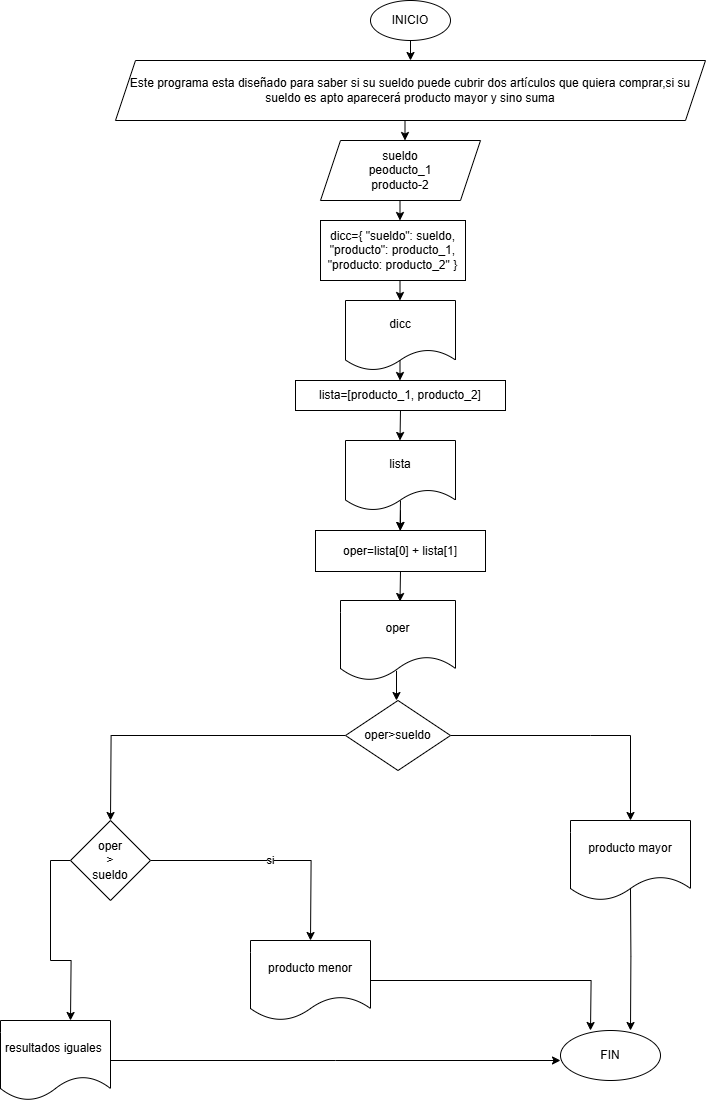 INICIO
Este programa esta diseñado para saber si su sueldo puede cubrir dos artículos que quiera comprar,si su
sueldo es apto aparecerá producto mayor y sino suma
sueldo
peoducto_1
producto-2
dicc={ "sueldo": sueldo,
"producto": producto_1,
"producto: producto_2" }
dicc
lista=[producto_1, producto_2]
lista
oper=lista[0] + lista[1]
oper
oper>sueldo
oper
>
sueldo
si
producto mayor
producto menor
resultados iguales
FIN